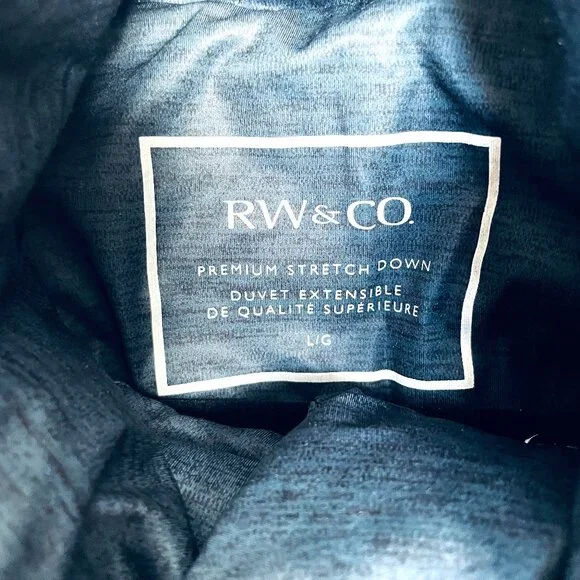 RW&CO.
PREMIUM STRETCH DOWN
DUVET EXTENSIBLE
DE QUALITÉ SUPÉRIEURE
L/G